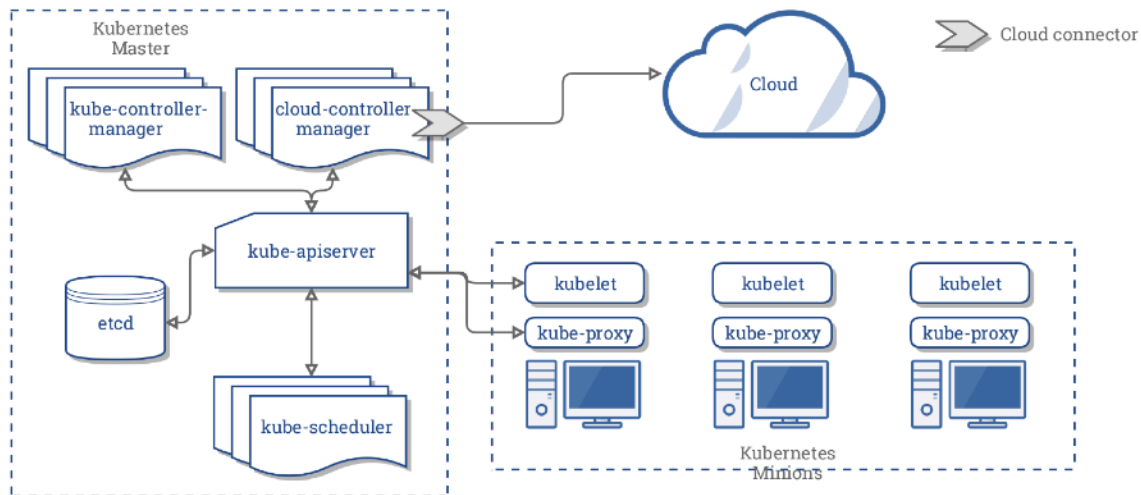 Kubernetes
Master
kube-controller-
manager
cloud-controller
manager
Cloud
Cloud connector
kube-apiserver
etcd
kube-scheduler
kubelet
kubelet
kubelet
kube-proxy
kube-proxy
kube-proxy
Kubernetes
Minions